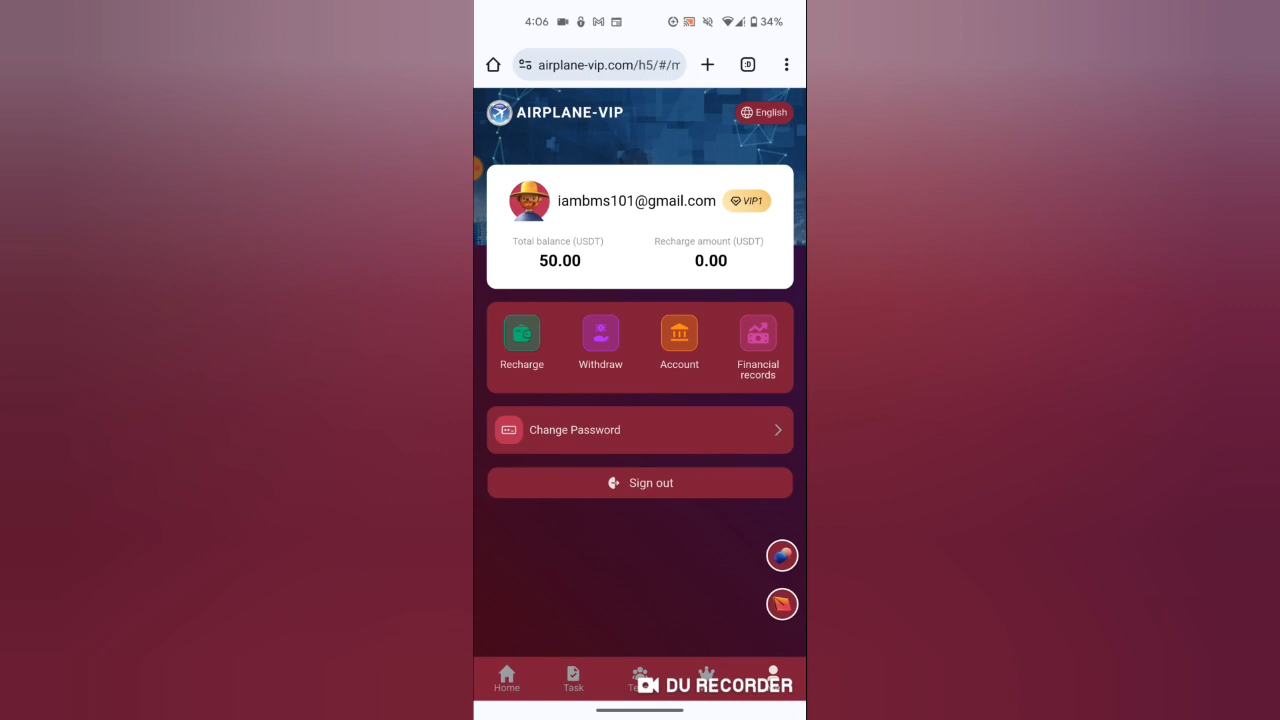 4:06
34%
airplane-vip.com/h5/#/m
:D
AIRPLANE-VIP
English
iambms101@gmail.com
VIP1
Total balance (USDT)
Recharge amount (USDT)
50.00
0.00
Recharge
Withdraw
Account
Financial
records
Change Password
Sign out
Home
Task
DU RECORDER